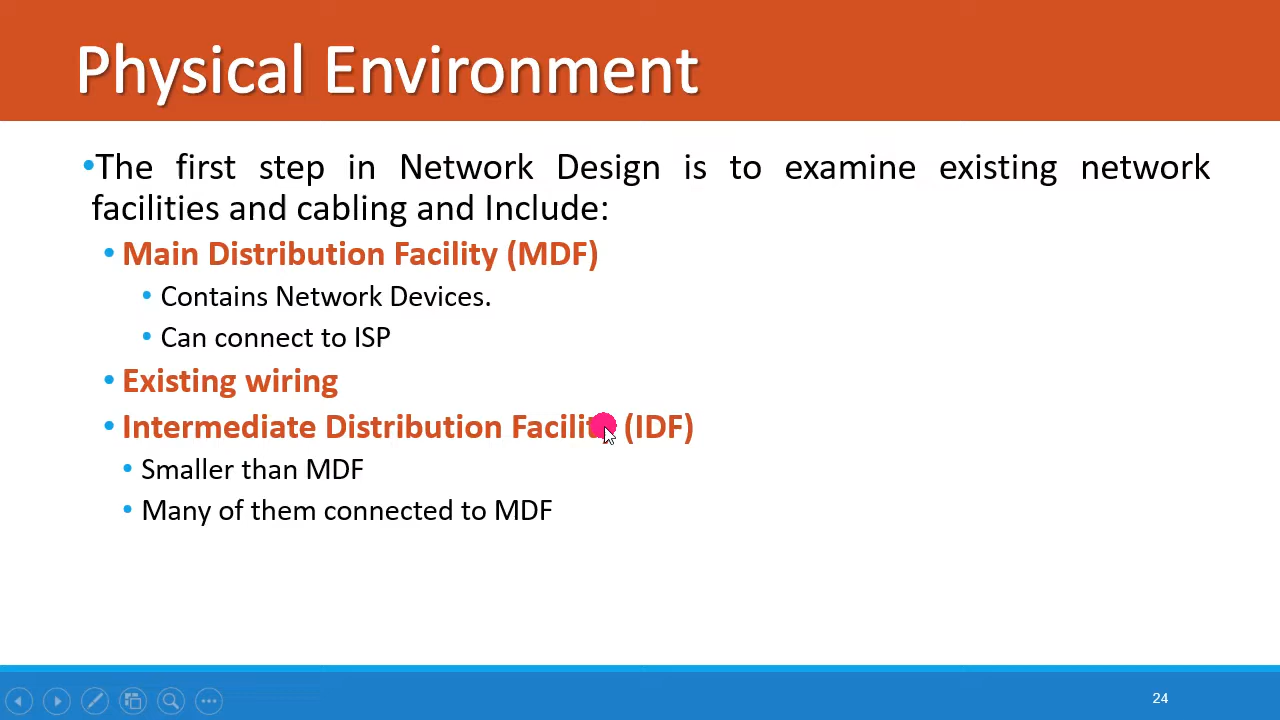 Physical Environment
•The first step in Network Design is to examine existing network
facilities and cabling and Include:
• Main Distribution Facility (MDF)
• Contains Network Devices.
• Can connect to ISP
• Existing wiring
• Intermediate Distribution Facility (IDF)
• Smaller than MDF
• Many of them connected to MDF
24